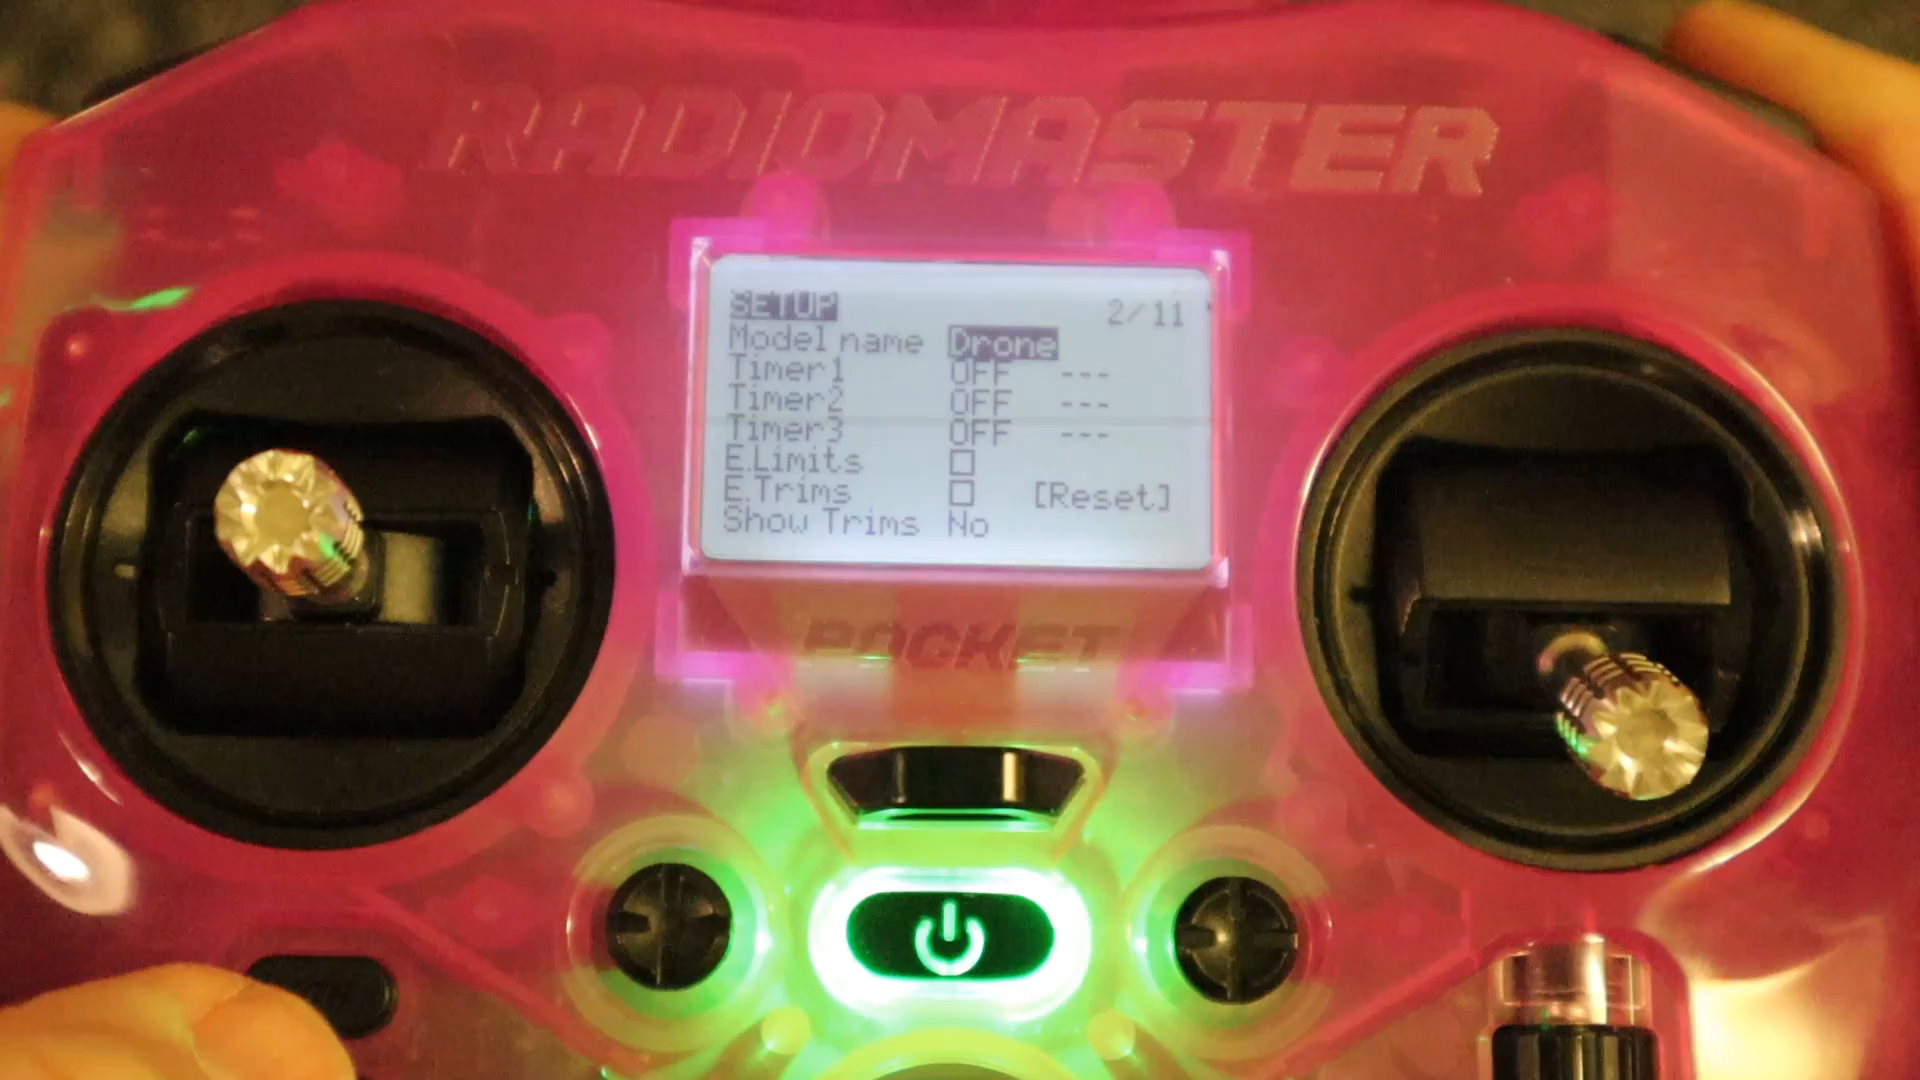 RADIOMASTER
SETUP 2/11
Model name Drone
Timer1 OFF ---
Timer2 OFF ---
Timer3 OFF ---
E.Limits
E.Trims [Reset]
Show Trims No
POCKET